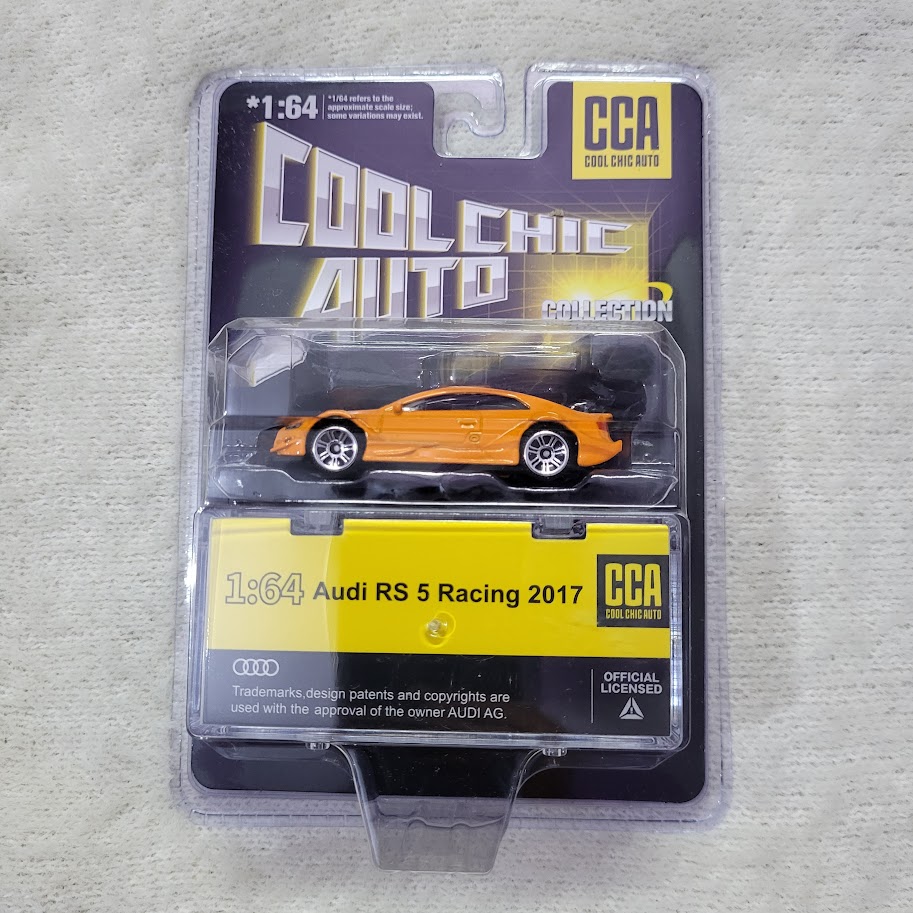 *1:64
*1/64 refers to the
approximate scale size;
some variations may exist.
CCA
COOL CHIC AUTO
COOL CHIC
AUTO
COLLECTION
1:64 Audi RS 5 Racing 2017
CCA
COOL CHIC AUTO
Trademarks,design patents and copyrights are
used with the approval of the owner AUDI AG.
OFFICIAL
LICENSED